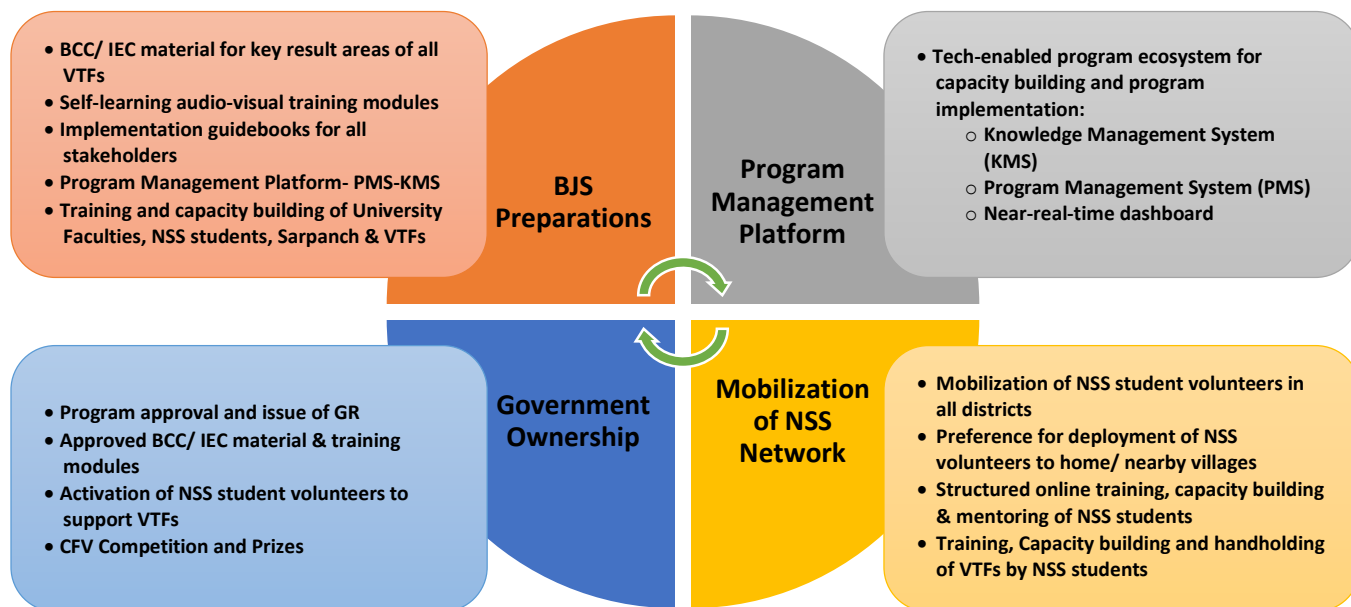 • BCC/ IEC material for key result areas of all
VTFs
• Self-learning audio-visual training modules
• Implementation guidebooks for all
stakeholders
• Program Management Platform- PMS-KMS
• Training and capacity building of University
Faculties, NSS students, Sarpanch & VTFs
BJS
Preparations
Program
Management
Platform
• Tech-enabled program ecosystem for
capacity building and program
implementation:
o Knowledge Management System
(KMS)
o Program Management System (PMS)
o Near-real-time dashboard
• Program approval and issue of GR
• Approved BCC/ IEC material & training
modules
• Activation of NSS student volunteers to
support VTFs
• CFV Competition and Prizes
Government
Ownership
Mobilization
of NSS
Network
• Mobilization of NSS student volunteers in
all districts
• Preference for deployment of NSS
volunteers to home/ nearby villages
• Structured online training, capacity building
& mentoring of NSS students
• Training, Capacity building and handholding
of VTFs by NSS students